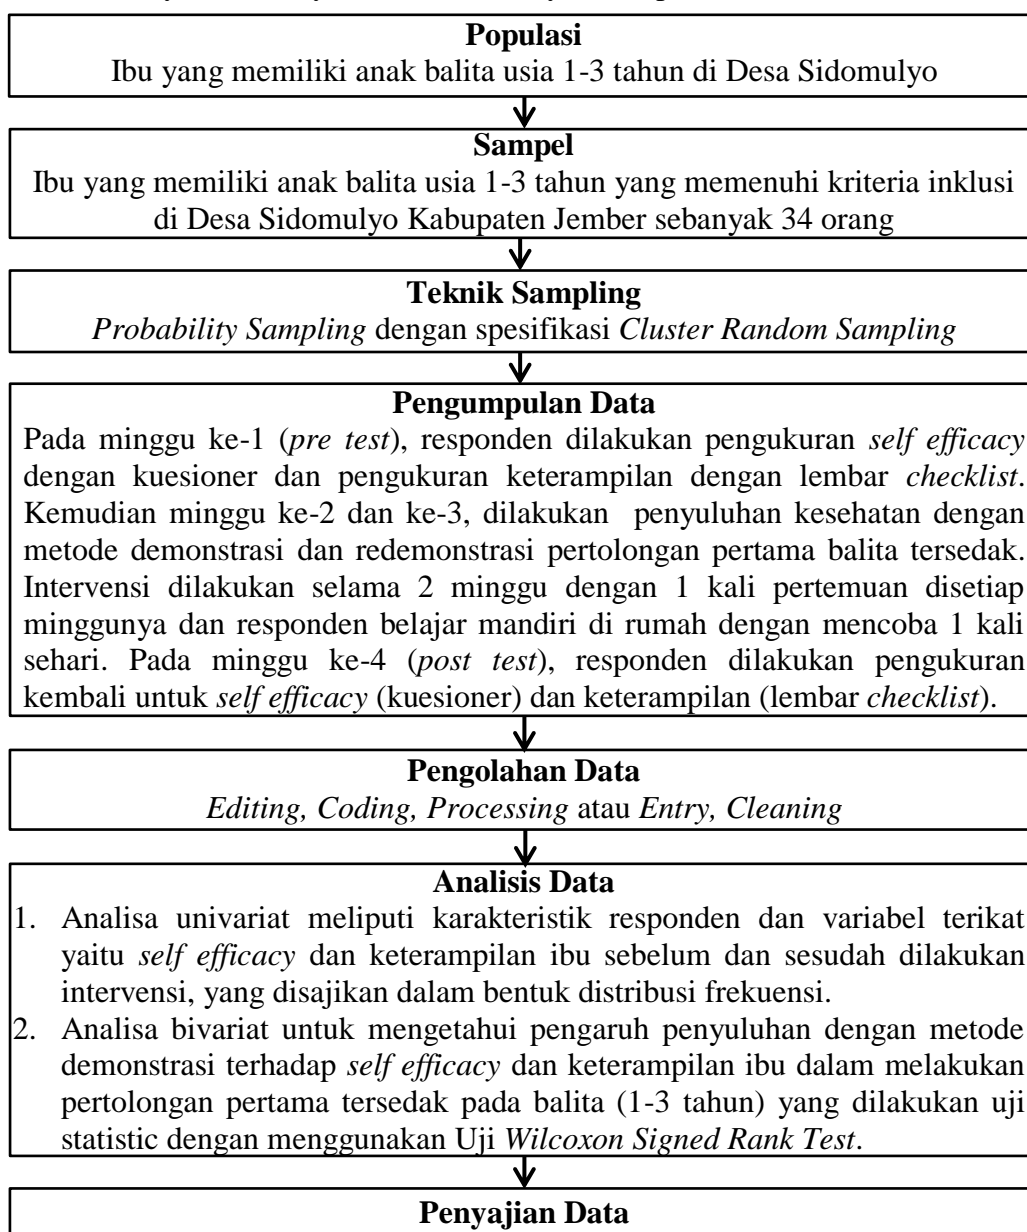 Populasi
Ibu yang memiliki anak balita usia 1-3 tahun di Desa Sidomulyo
Sampel
Ibu yang memiliki anak balita usia 1-3 tahun yang memenuhi kriteria inklusi
di Desa Sidomulyo Kabupaten Jember sebanyak 34 orang
Teknik Sampling
Probability Sampling dengan spesifikasi Cluster Random Sampling
Pengumpulan Data
Pada minggu ke-1 (pre test), responden dilakukan pengukuran self efficacy
dengan kuesioner dan pengukuran keterampilan dengan lembar checklist.
Kemudian minggu ke-2 dan ke-3, dilakukan penyuluhan kesehatan dengan
metode demonstrasi dan redemonstrasi pertolongan pertama balita tersedak.
Intervensi dilakukan selama 2 minggu dengan 1 kali pertemuan disetiap
minggunya dan responden belajar mandiri di rumah dengan mencoba 1 kali
sehari. Pada minggu ke-4 (post test), responden dilakukan pengukuran
kembali untuk self efficacy (kuesioner) dan keterampilan (lembar checklist).
Pengolahan Data
Editing, Coding, Processing atau Entry, Cleaning
Analisis Data
1. Analisa univariat meliputi karakteristik responden dan variabel terikat
yaitu self efficacy dan keterampilan ibu sebelum dan sesudah dilakukan
intervensi, yang disajikan dalam bentuk distribusi frekuensi.
2. Analisa bivariat untuk mengetahui pengaruh penyuluhan dengan metode
demonstrasi terhadap self efficacy dan keterampilan ibu dalam melakukan
pertolongan pertama tersedak pada balita (1-3 tahun) yang dilakukan uji
statistic dengan menggunakan Uji Wilcoxon Signed Rank Test.
Penyajian Data